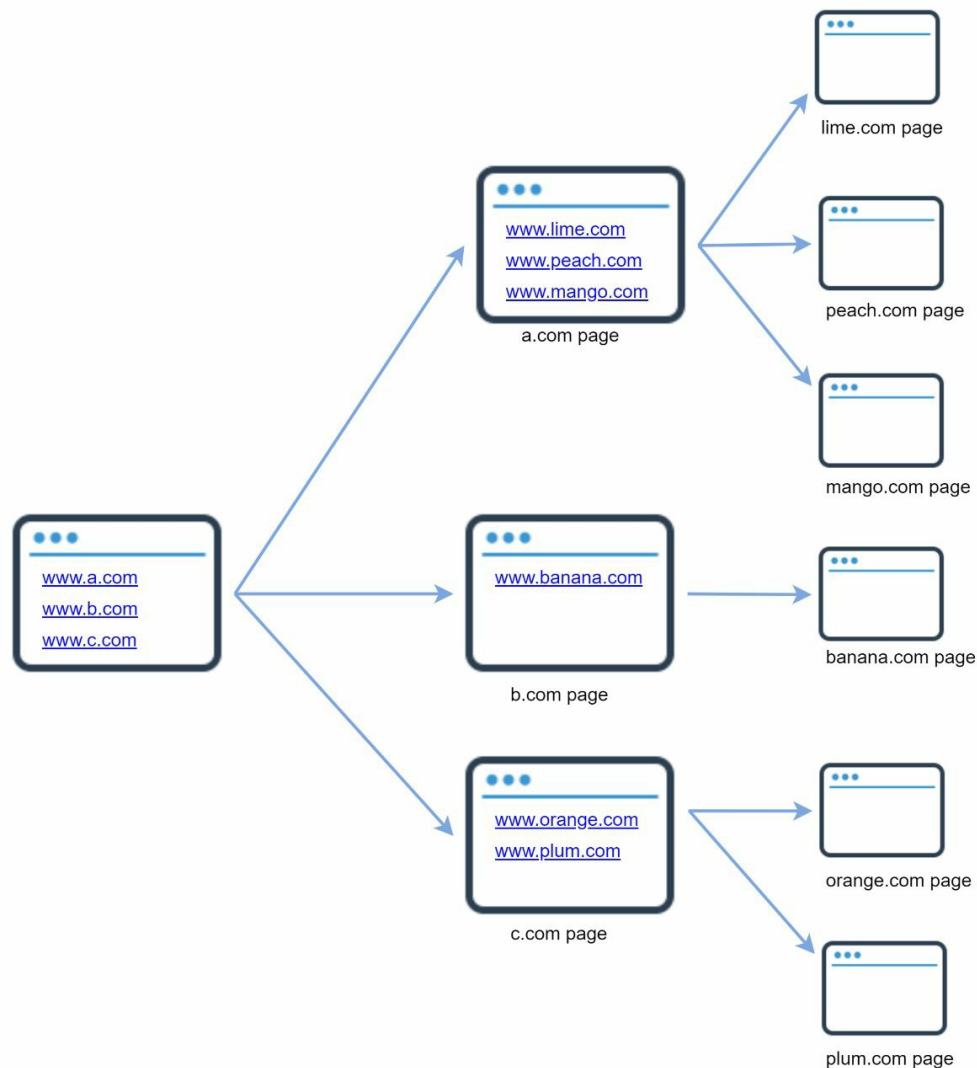 lime.com page
www.lime.com
www.peach.com
www.mango.com
a.com page
peach.com page
mango.com page
www.a.com
www.b.com
www.c.com
www.banana.com
b.com page
banana.com page
www.orange.com
www.plum.com
c.com page
orange.com page
plum.com page